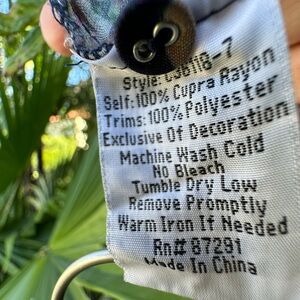 Style: C36118-7
Self: 100% Cupra Rayon
Trims: 100% Polyester
Exclusive Of Decoration
Machine Wash Cold
No Bleach
Tumble Dry Low
Remove Promptly
Warm Iron If Needed
Rn# 87291
Made In China